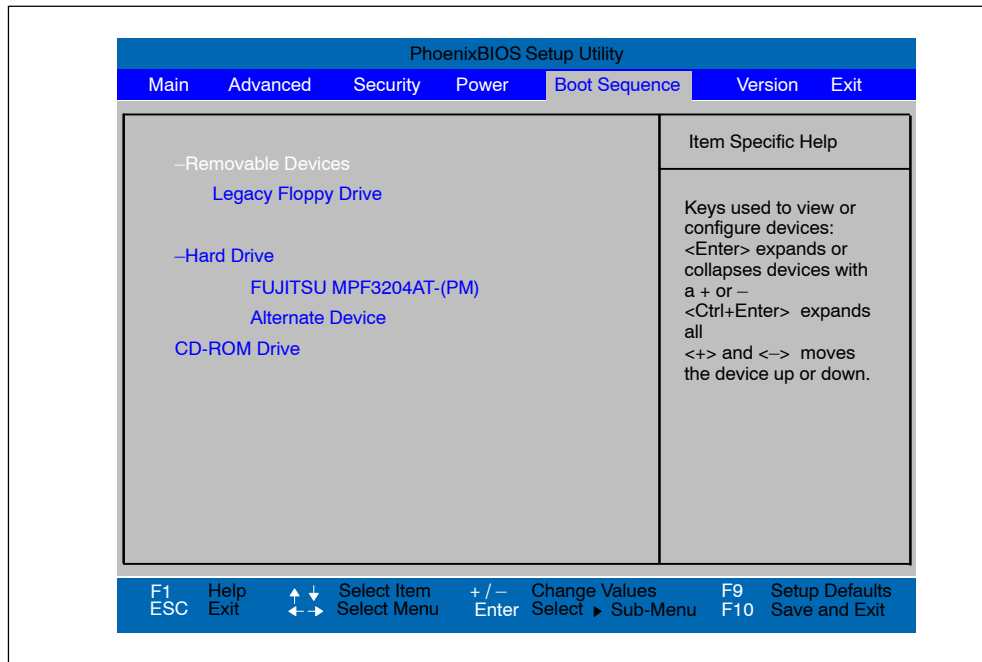 PhoenixBIOS Setup Utility
Main Advanced Security Power Boot Sequence Version Exit
–Removable Devices
Legacy Floppy Drive
–Hard Drive
FUJITSU MPF3204AT-(PM)
Alternate Device
CD-ROM Drive
Item Specific Help
Keys used to view or
configure devices:
<Enter> expands or
collapses devices with
a + or –
<Ctrl+Enter> expands
all
<+> and <–> moves
the device up or down.
F1 Help Select Item + / – Change Values F9 Setup Defaults
ESC Exit Select Menu Enter Select ▶ Sub-Menu F10 Save and Exit